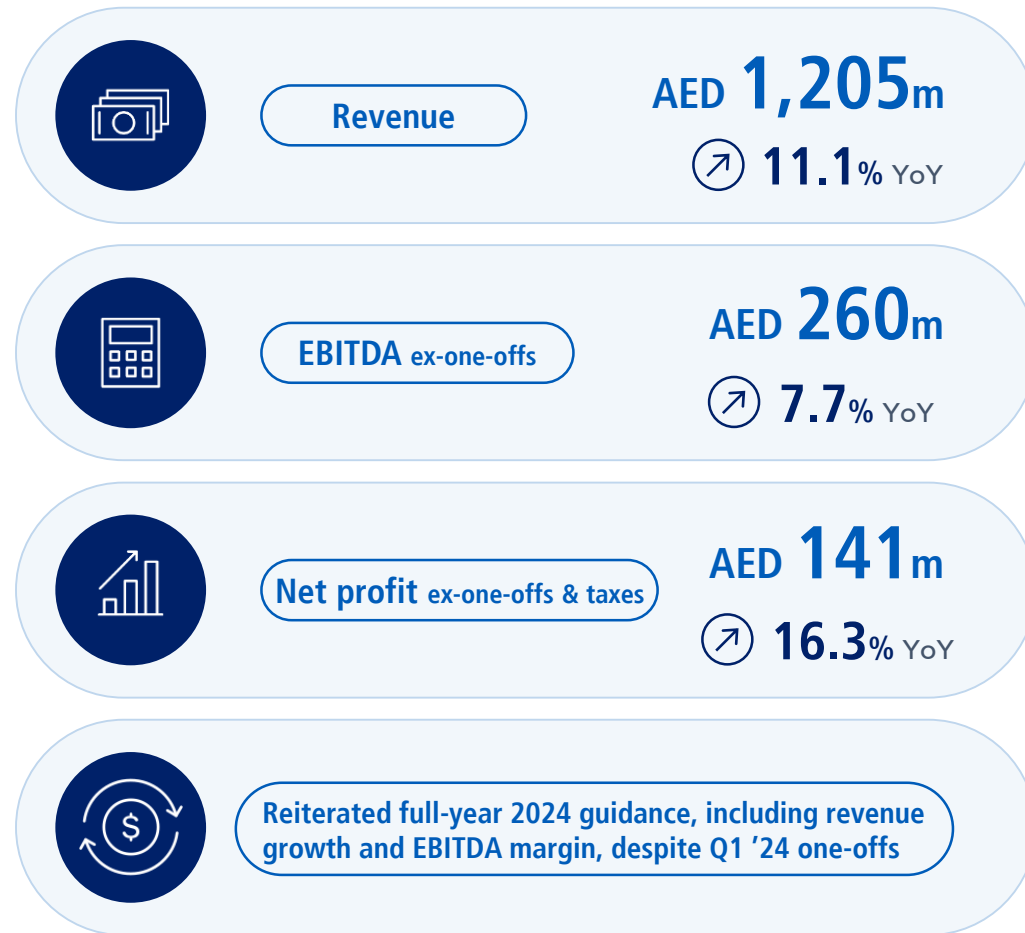 Revenue
AED 1,205m
11.1% YoY
EBITDA ex-one-offs
AED 260m
7.7% YoY
Net profit ex-one-offs & taxes
AED 141m
16.3% YoY
$
Reiterated full-year 2024 guidance, including revenue
growth and EBITDA margin, despite Q1 ’24 one-offs